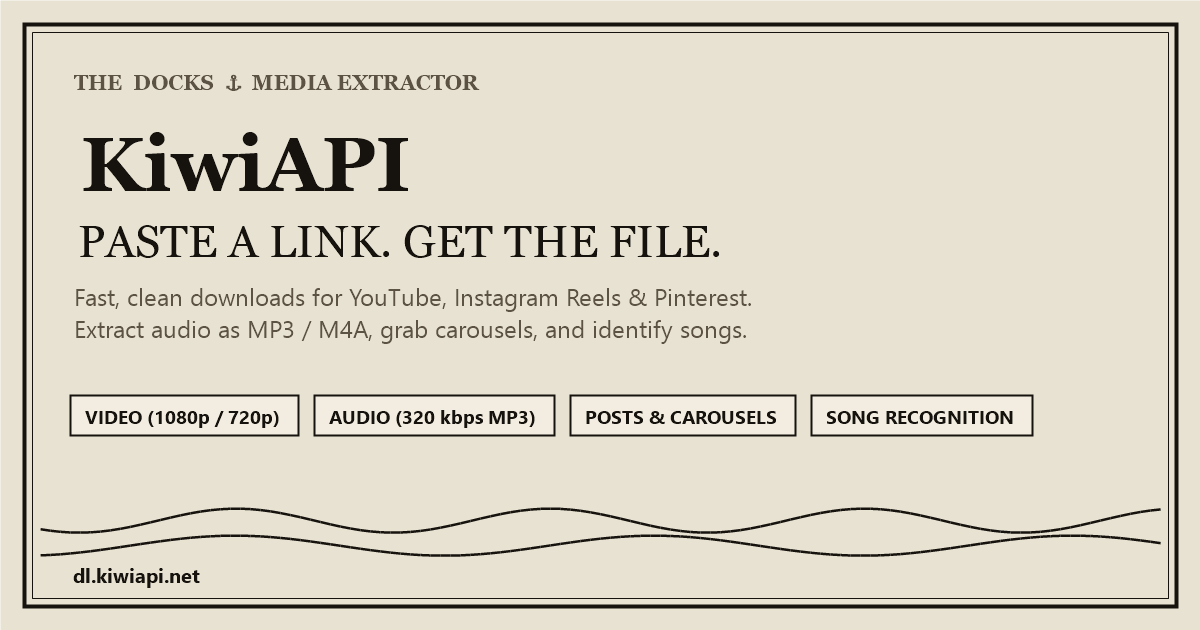 THE DOCKS ⚓ MEDIA EXTRACTOR
KiwiAPI
PASTE A LINK. GET THE FILE.
Fast, clean downloads for YouTube, Instagram Reels & Pinterest.
Extract audio as MP3 / M4A, grab carousels, and identify songs.
VIDEO (1080p / 720p) AUDIO (320 kbps MP3) POSTS & CAROUSELS SONG RECOGNITION
dl.kiwiapi.net